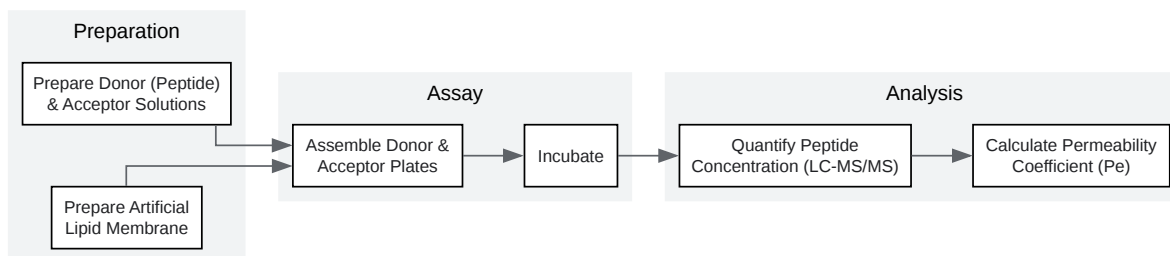 Preparation
Prepare Donor (Peptide)
& Acceptor Solutions
Prepare Artificial
Lipid Membrane
Assay
Assemble Donor &
Acceptor Plates
Incubate
Analysis
Quantify Peptide
Concentration (LC-MS/MS)
Calculate Permeability
Coefficient (Pe)